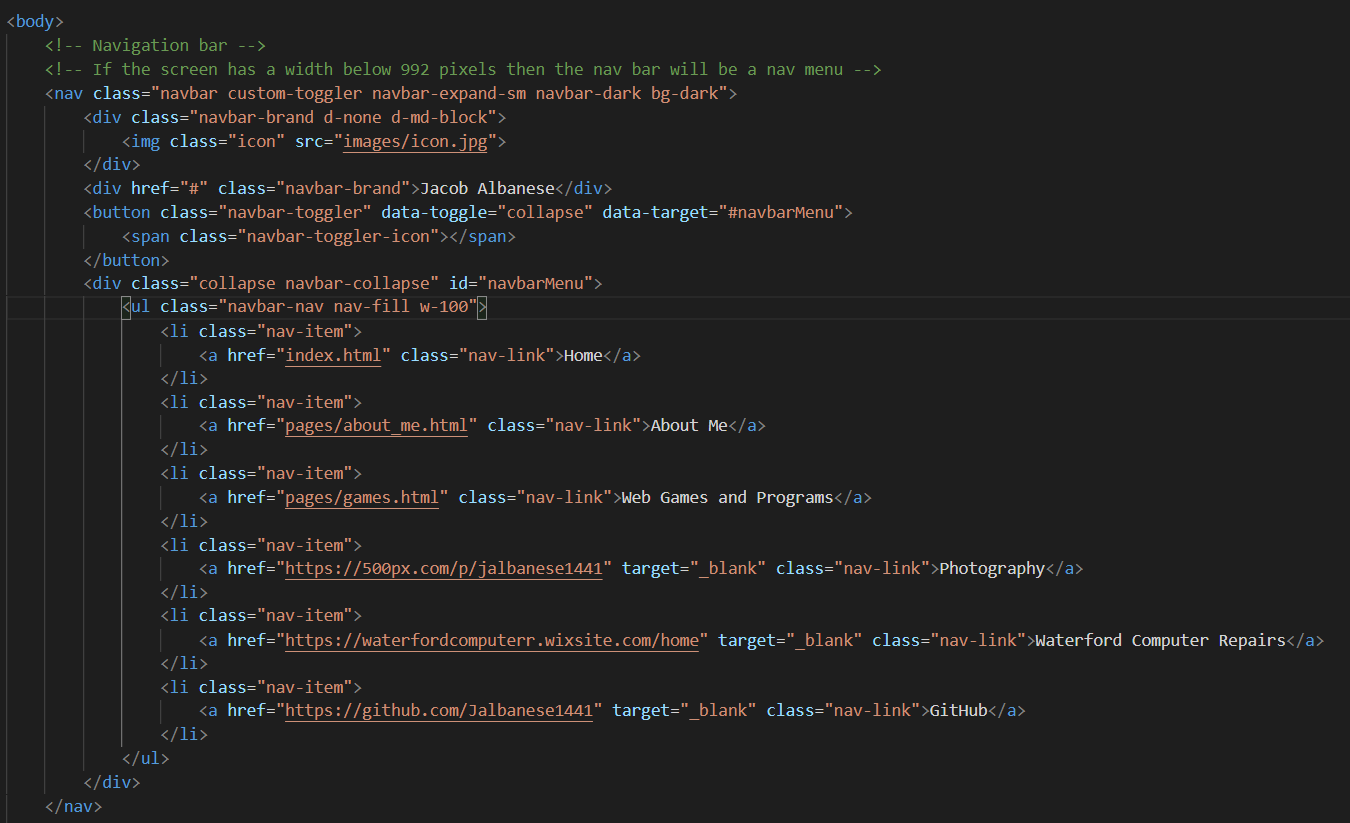 <body>
<!-- Navigation bar -->
<!-- If the screen has a width below 992 pixels then the nav bar will be a nav menu -->
<nav class="navbar custom-toggler navbar-expand-sm navbar-dark bg-dark">
<div class="navbar-brand d-none d-md-block">
<img class="icon" src="images/icon.jpg">
</div>
<div href="#" class="navbar-brand">Jacob Albanese</div>
<button class="navbar-toggler" data-toggle="collapse" data-target="#navbarMenu">
<span class="navbar-toggler-icon"></span>
</button>
<div class="collapse navbar-collapse" id="navbarMenu">
<ul class="navbar-nav nav-fill w-100">
<li class="nav-item">
<a href="index.html" class="nav-link">Home</a>
</li>
<li class="nav-item">
<a href="pages/about_me.html" class="nav-link">About Me</a>
</li>
<li class="nav-item">
<a href="pages/games.html" class="nav-link">Web Games and Programs</a>
</li>
<li class="nav-item">
<a href="https://500px.com/p/jalbanese1441" target="_blank" class="nav-link">Photography</a>
</li>
<li class="nav-item">
<a href="https://waterfordcomputerr.wixsite.com/home" target="_blank" class="nav-link">Waterford Computer Repairs</a>
</li>
<li class="nav-item">
<a href="https://github.com/Jalbanese1441" target="_blank" class="nav-link">GitHub</a>
</li>
</ul>
</div>
</nav>